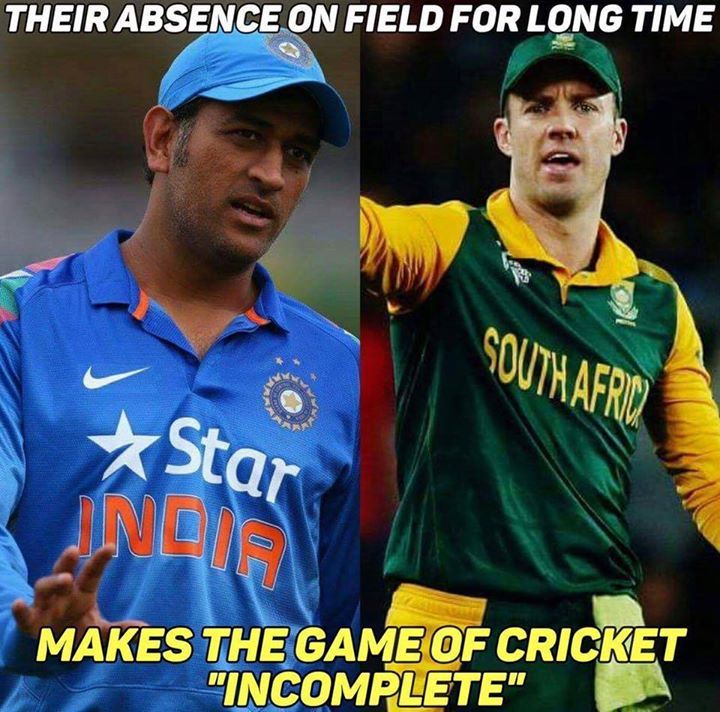 THEIR ABSENCE ON FIELD FOR LONG TIME
Star
INDIA
SOUTH AFRICA
MAKES THE GAME OF CRICKET
"INCOMPLETE"